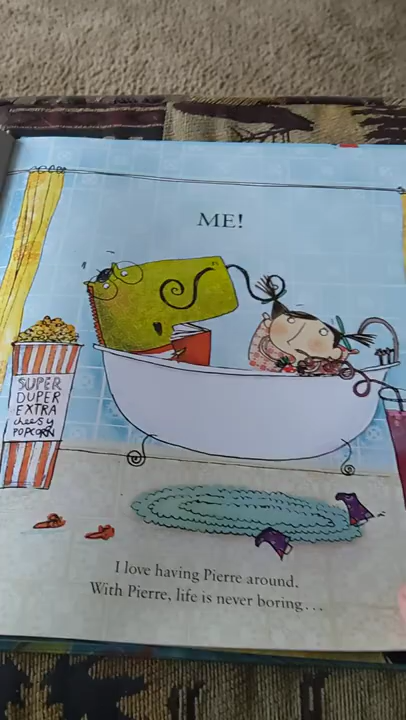 ME!
SUPER
DUPER
EXTRA
cheesy
POPCORN
I love having Pierre around.
With Pierre, life is never boring...